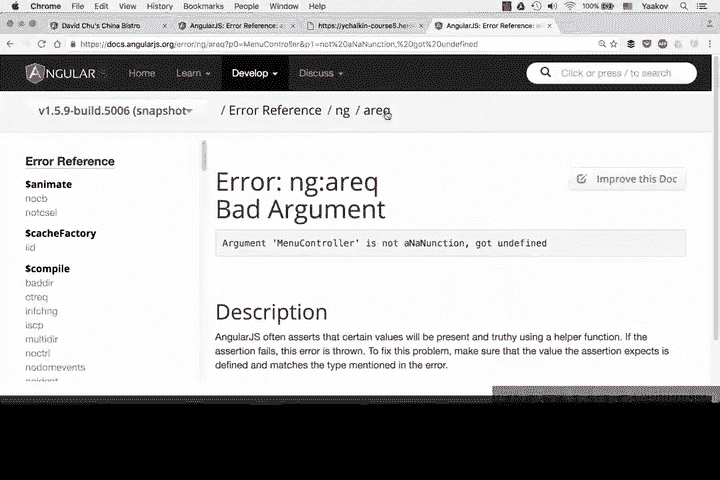 Chrome File Edit View History Bookmarks People Window Help 100% Yaakov
David Chu's China Bistro AngularJS: Error Reference: https://ychaikin-course5.her AngularJS: Error Reference:
https://docs.angularjs.org/error/ng/areq?p0=MenuController&p1=not%20aNaNunction,%20got%20undefined
ANGULARJS Home Learn Develop Discuss Click or press / to search
v1.5.9-build.5006 (snapshot / Error Reference / ng / areq
Error Reference
$animate
nocb
notcsel
$cacheFactory
iid
$compile
baddir
ctreq
infchng
iscp
multidir
noctrl
nodomevents
Error: ng:areq
Bad Argument
Improve this Doc
Argument 'MenuController' is not aNaNunction, got undefined
Description
AngularJS often asserts that certain values will be present and truthy using a helper function. If the
assertion fails, this error is thrown. To fix this problem, make sure that the value the assertion expects is
defined and matches the type mentioned in the error.